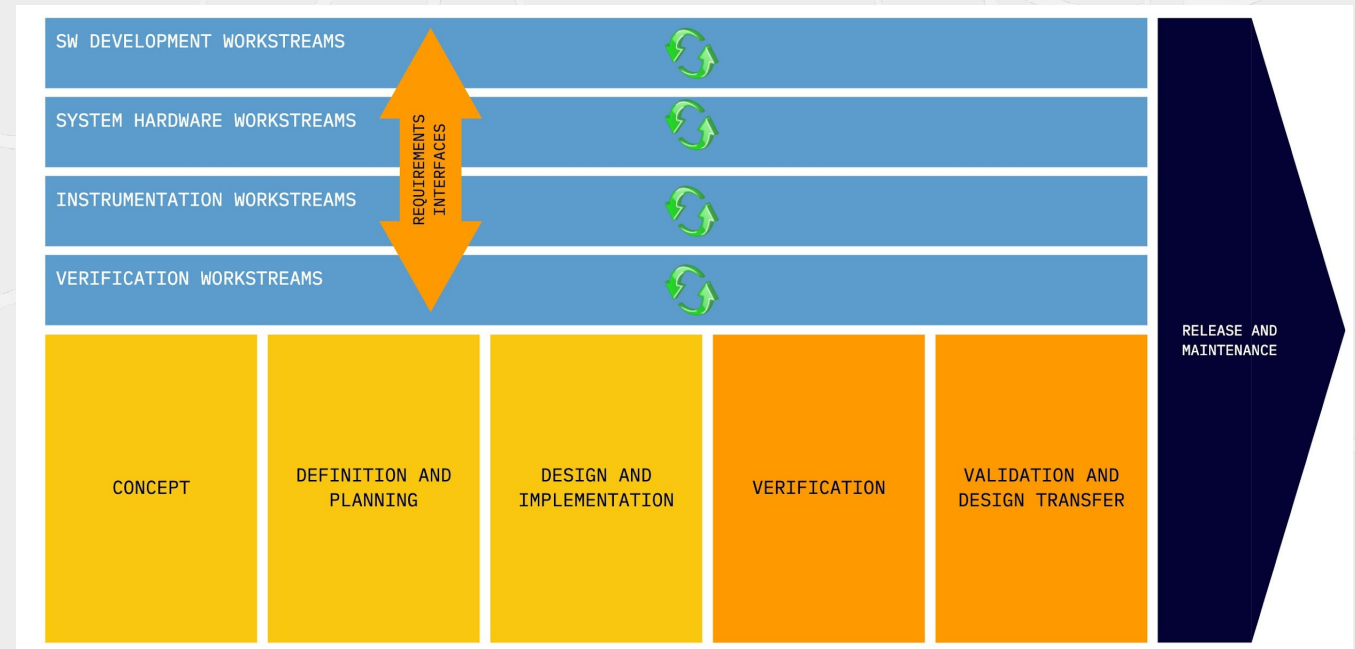 SW DEVELOPMENT WORKSTREAMS
SYSTEM HARDWARE WORKSTREAMS
INSTRUMENTATION WORKSTREAMS
VERIFICATION WORKSTREAMS
REQUIREMENTS
INTERFACES
CONCEPT
DEFINITION AND
PLANNING
DESIGN AND
IMPLEMENTATION
VERIFICATION
VALIDATION AND
DESIGN TRANSFER
RELEASE AND
MAINTENANCE